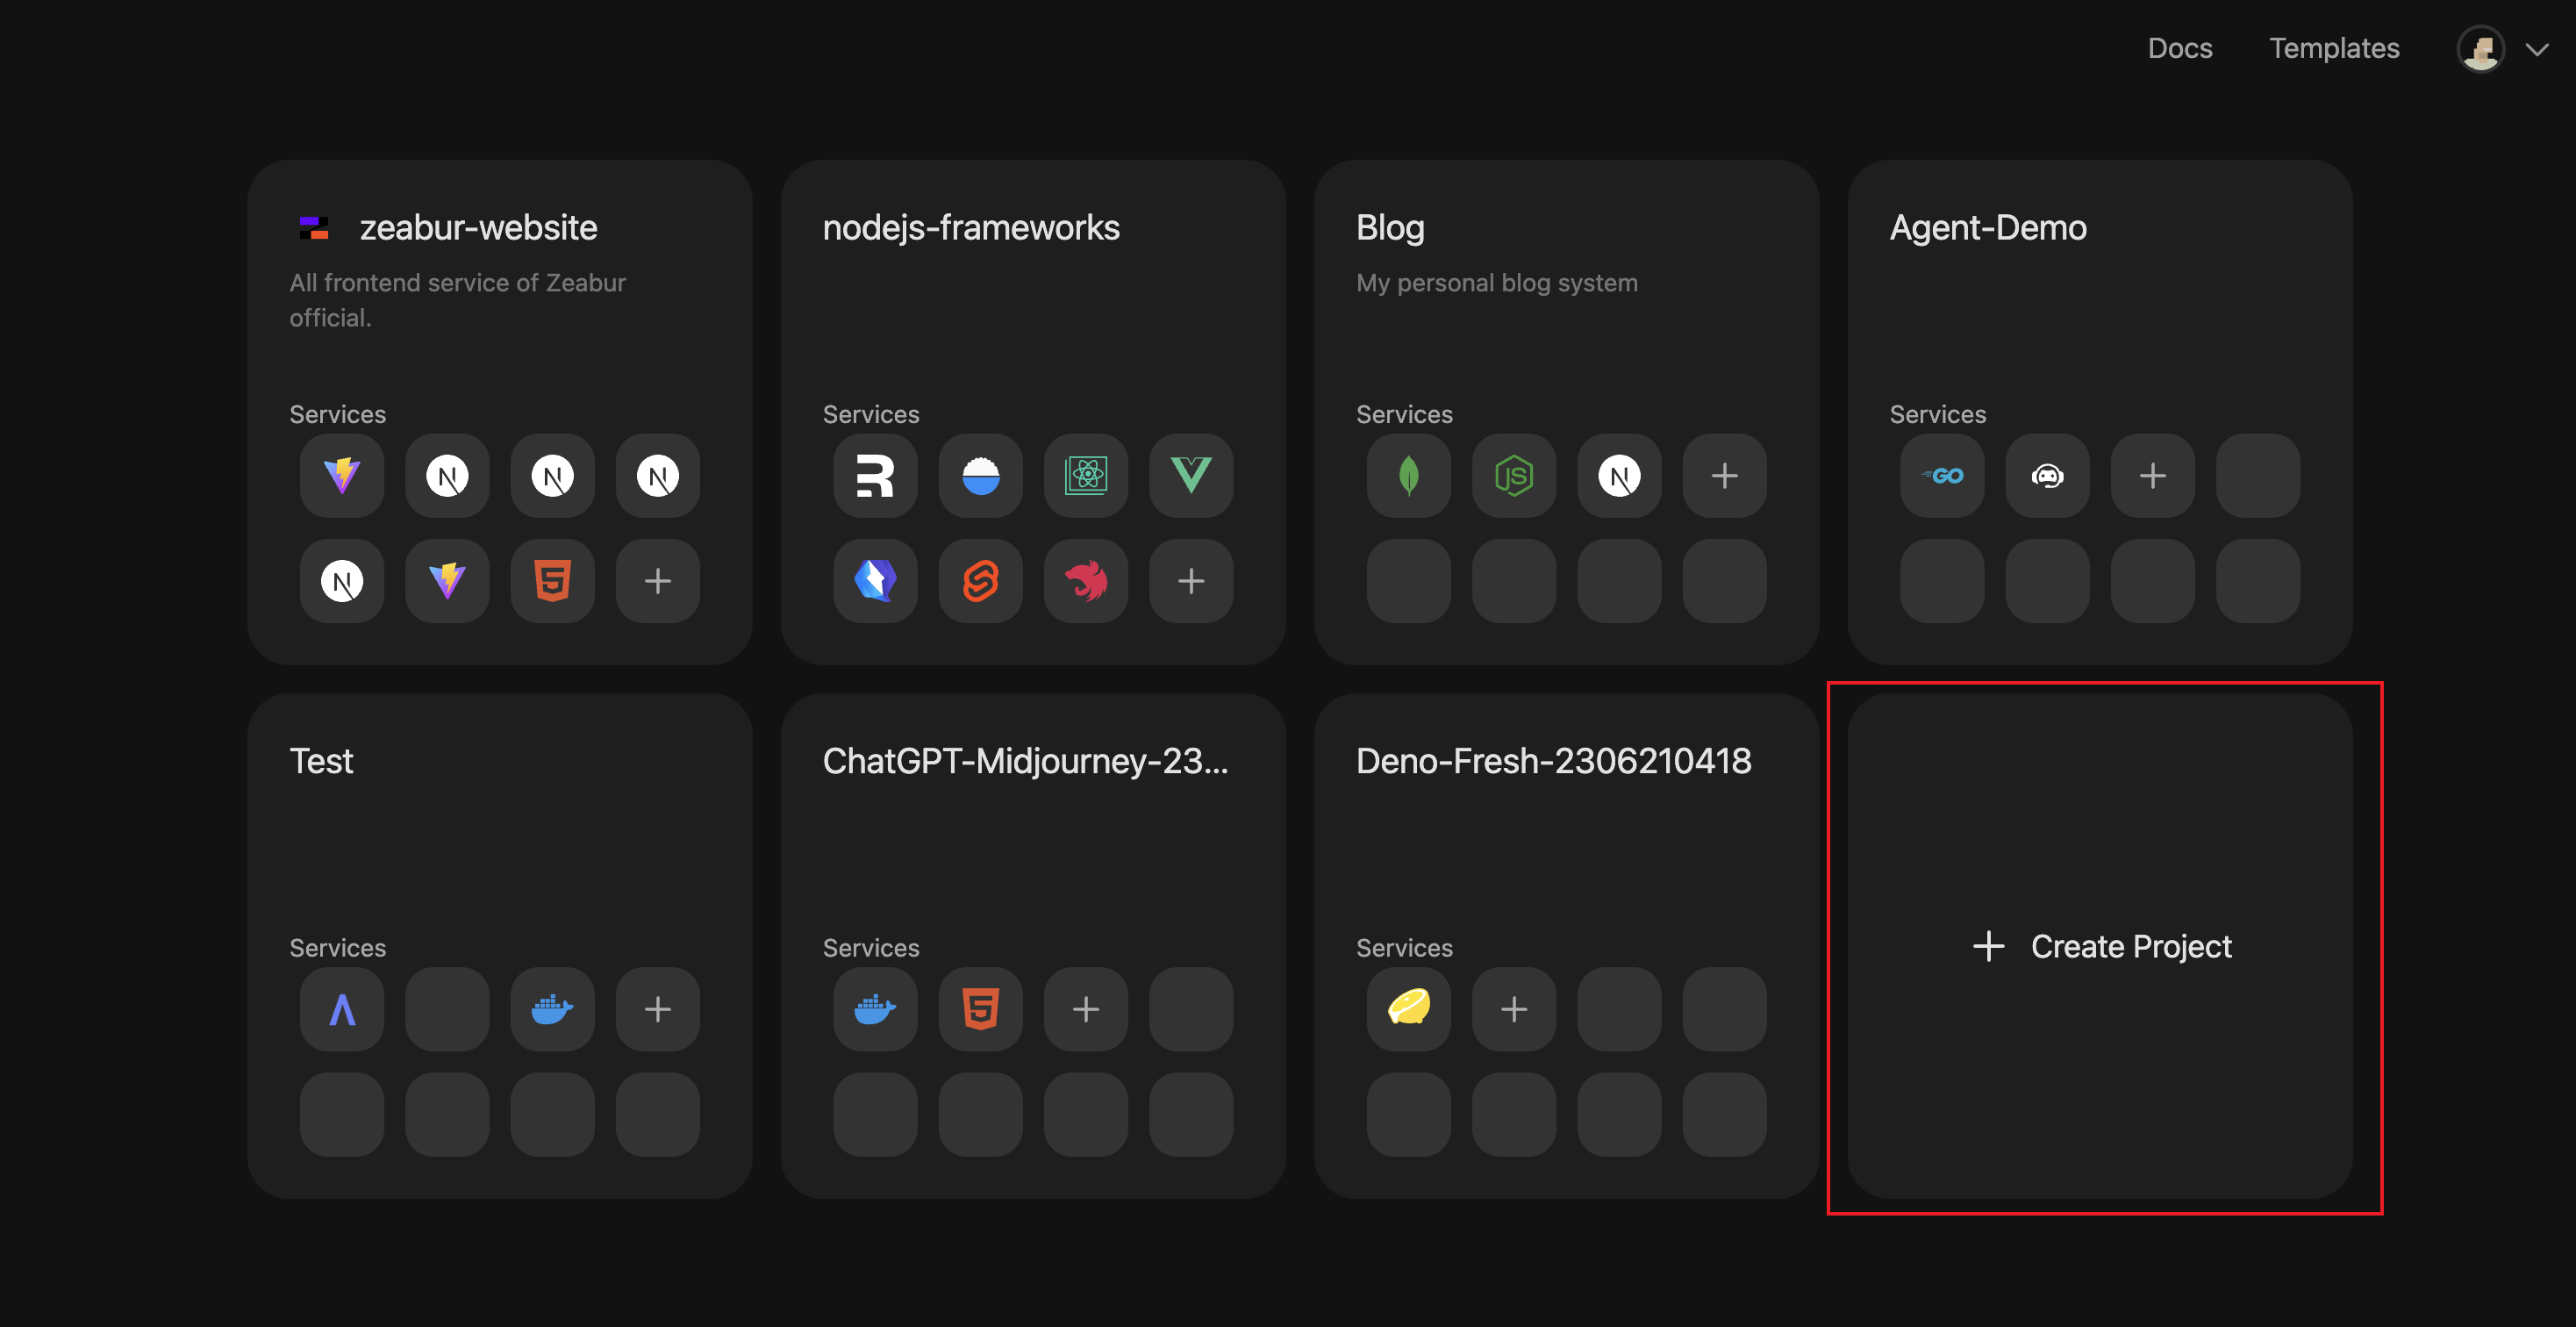 Docs Templates
zeabur-website
All frontend service of Zeabur
official.
Services
nodejs-frameworks
Services
Blog
My personal blog system
Services
JS
Agent-Demo
Services
GO
Test
Services
ChatGPT-Midjourney-23...
Services
Deno-Fresh-2306210418
Services
Create Project